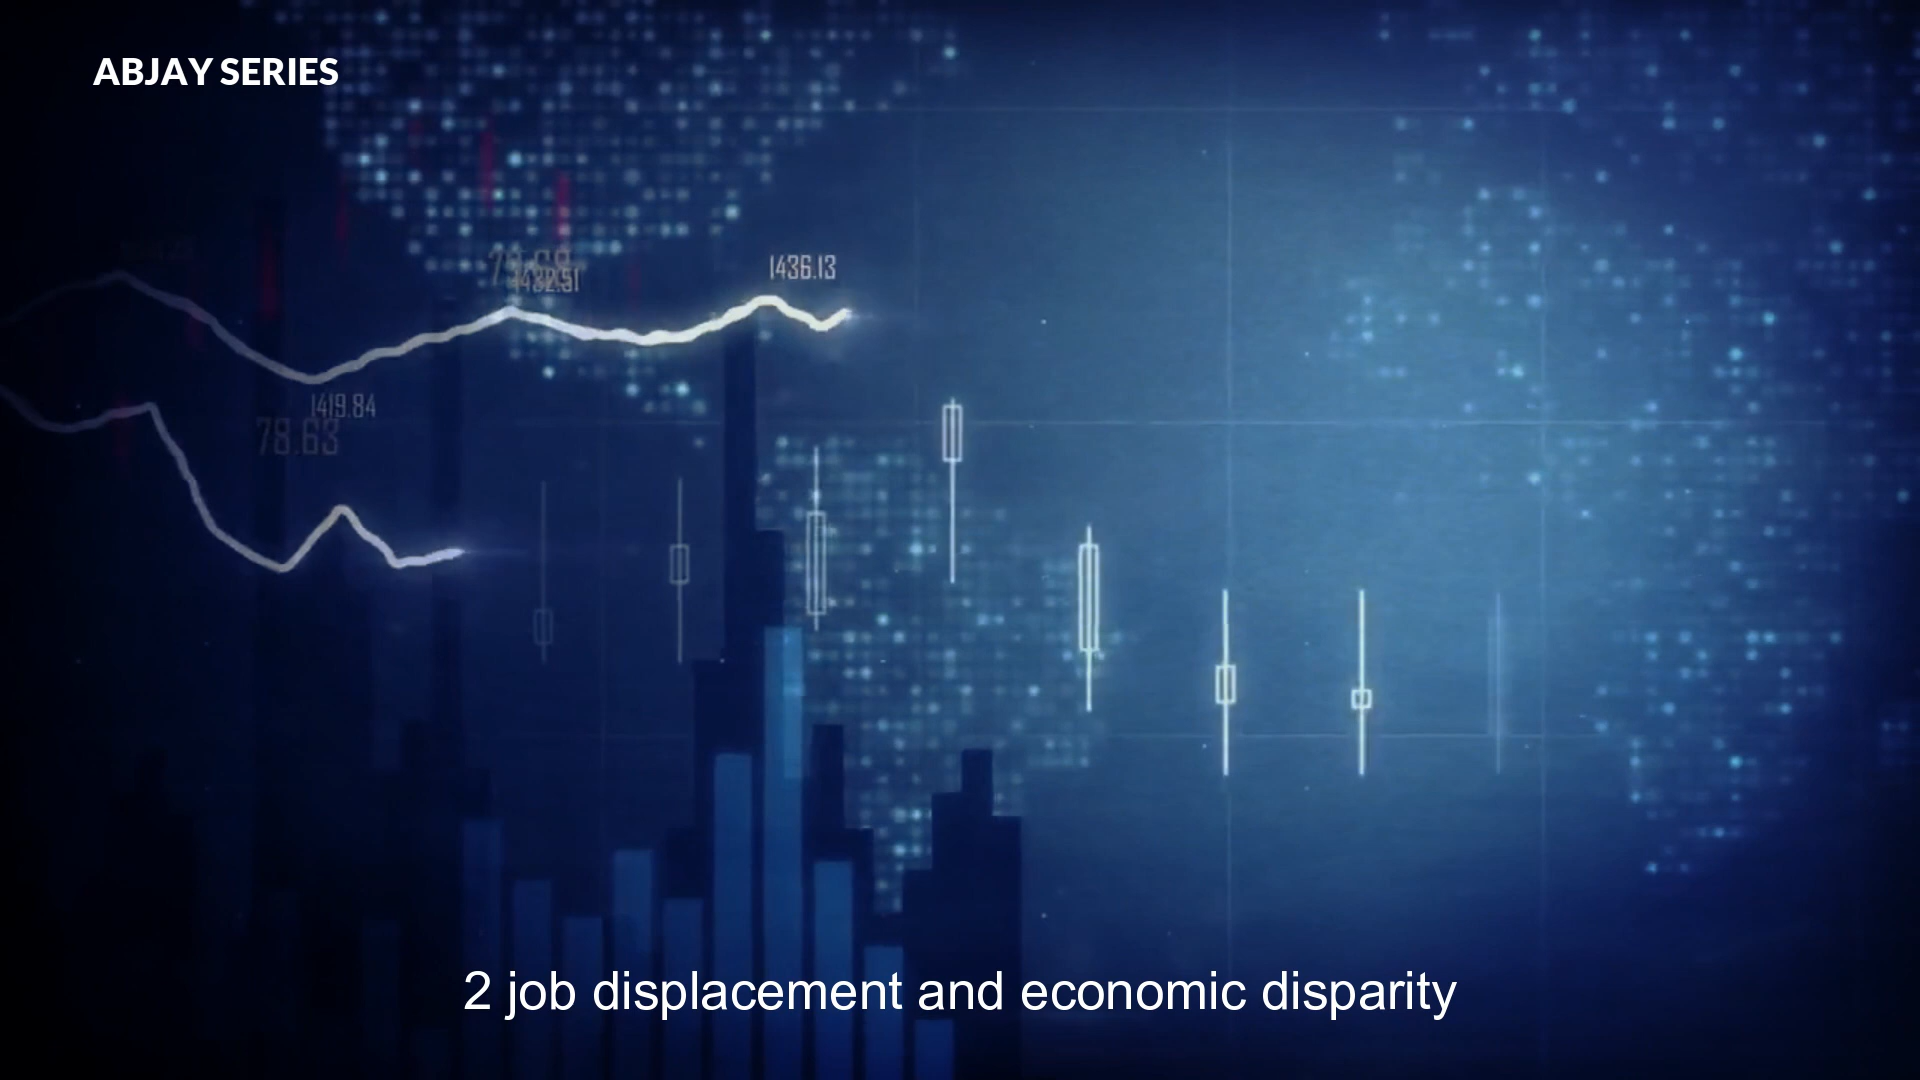 ABJAY SERIES
1436.13
1419.84
78.63
2 job displacement and economic disparity